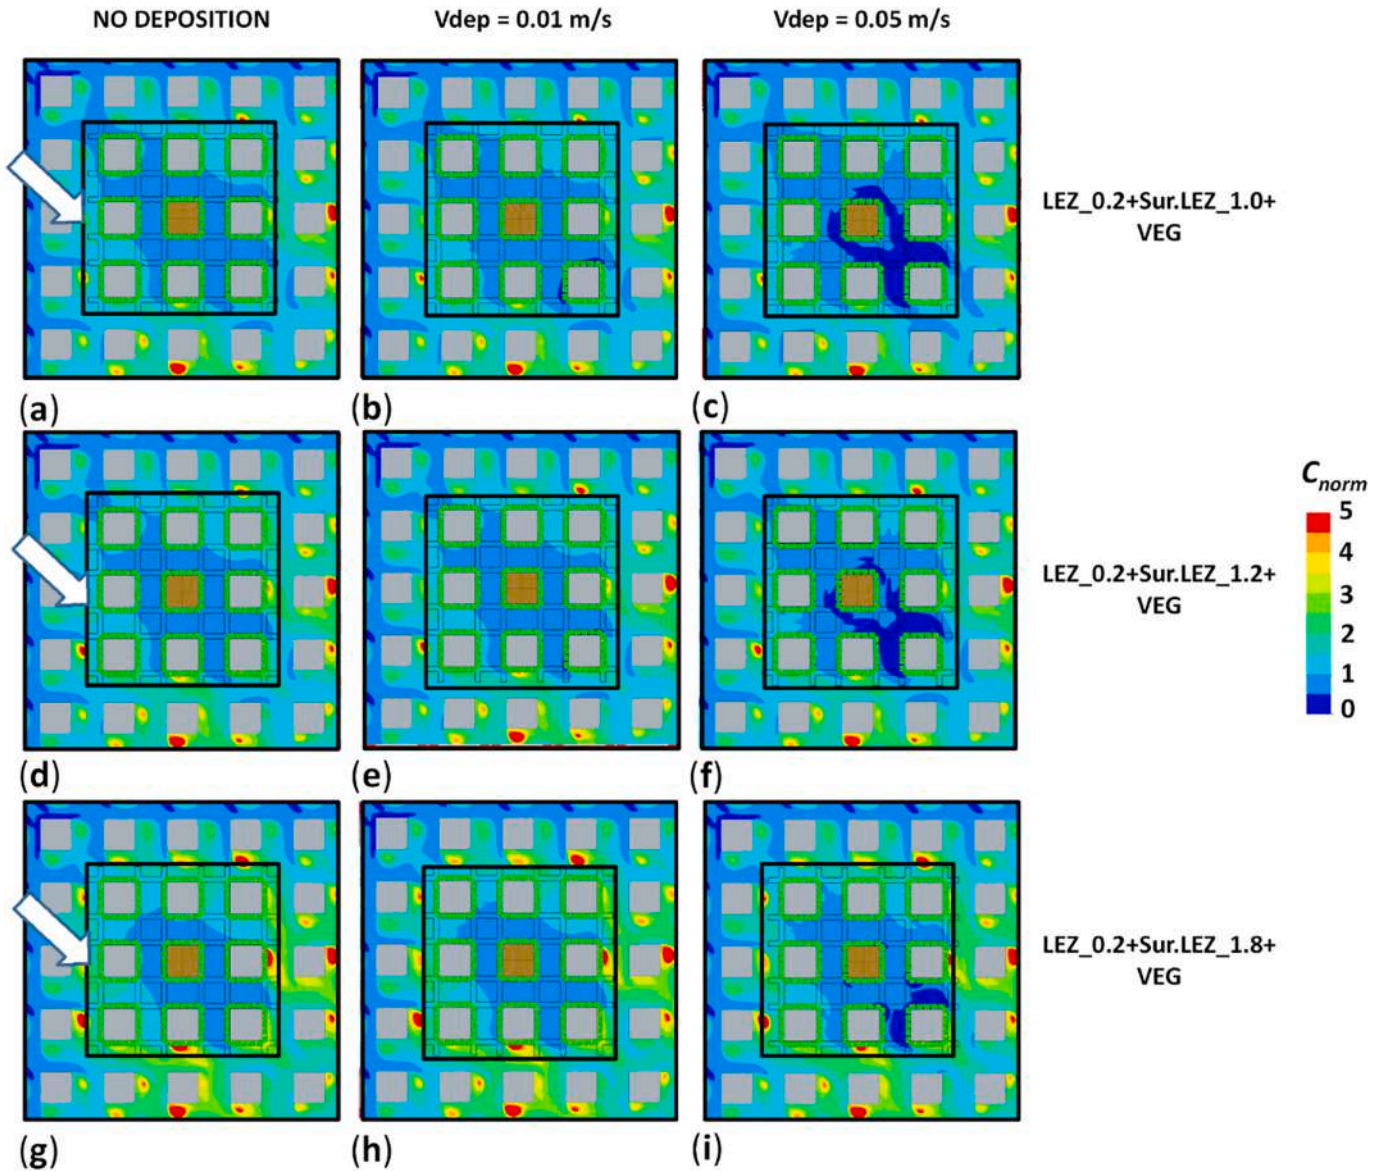 NO DEPOSITION
Vdep = 0.01 m/s
Vdep = 0.05 m/s
LEZ_0.2+Sur.LEZ_1.0+
VEG
(a)
(b)
(c)
LEZ_0.2+Sur.LEZ_1.2+
VEG
(d)
(e)
(f)
Cnorm
5
4
3
2
1
0
LEZ_0.2+Sur.LEZ_1.8+
VEG
(g)
(h)
(i)